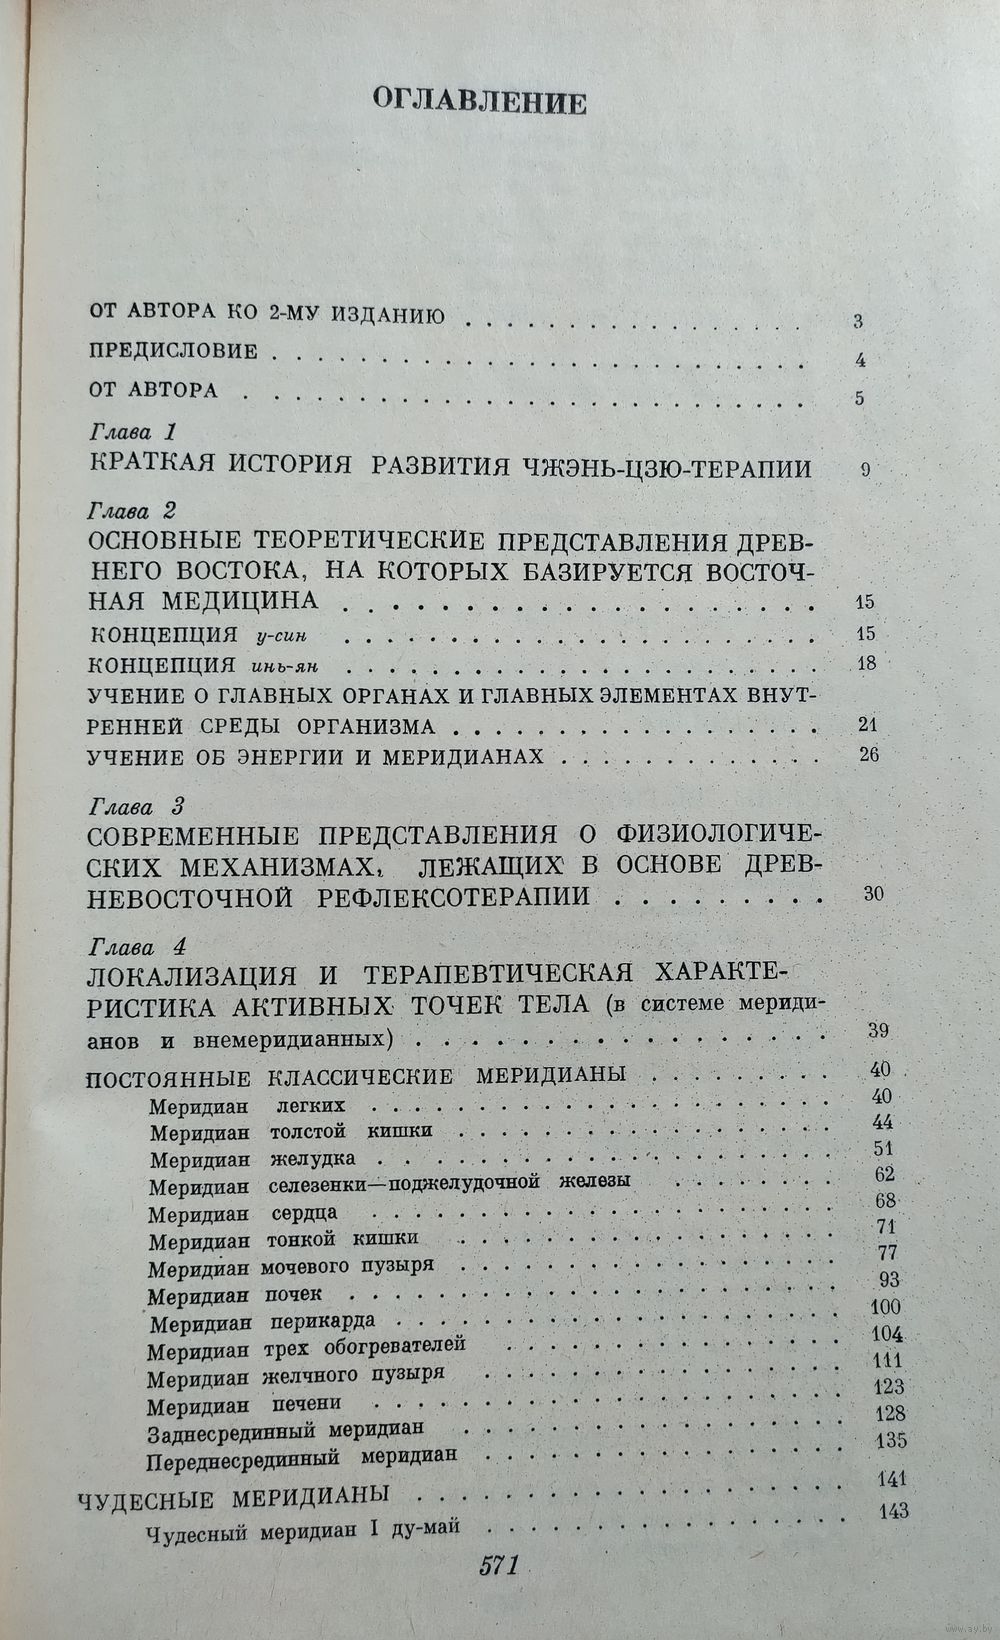 ОГЛАВЛЕНИЕ
ОТ АВТОРА КО 2-МУ ИЗДАНИЮ . . . . . . . . . . . . . . . . 3
ПРЕДИСЛОВИЕ . . . . . . . . . . . . . . . . . . . . . . 4
ОТ АВТОРА . . . . . . . . . . . . . . . . . . . . . . . 5
Глава 1
КРАТКАЯ ИСТОРИЯ РАЗВИТИЯ ЧЖЭНЬ-ЦЗЮ-ТЕРАПИИ 9
Глава 2
ОСНОВНЫЕ ТЕОРЕТИЧЕСКИЕ ПРЕДСТАВЛЕНИЯ ДРЕВ-
НЕГО ВОСТОКА, НА КОТОРЫХ БАЗИРУЕТСЯ ВОСТОЧ-
НАЯ МЕДИЦИНА . . . . . . . . . . . . . . . . . . . . 15
КОНЦЕПЦИЯ у-син . . . . . . . . . . . . . . . . . . . . 15
КОНЦЕПЦИЯ инь-ян . . . . . . . . . . . . . . . . . . . . 18
УЧЕНИЕ О ГЛАВНЫХ ОРГАНАХ И ГЛАВНЫХ ЭЛЕМЕНТАХ ВНУТ-
РЕННЕЙ СРЕДЫ ОРГАНИЗМА . . . . . . . . . . . . . . . . . 21
УЧЕНИЕ ОБ ЭНЕРГИИ И МЕРИДИАНАХ . . . . . . . . . . . . . 26
Глава 3
СОВРЕМЕННЫЕ ПРЕДСТАВЛЕНИЯ О ФИЗИОЛОГИЧЕ-
СКИХ МЕХАНИЗМАХ, ЛЕЖАЩИХ В ОСНОВЕ ДРЕВ-
НЕВОСТОЧНОЙ РЕФЛЕКСОТЕРАПИИ . . . . . . . . . 30
Глава 4
ЛОКАЛИЗАЦИЯ И ТЕРАПЕВТИЧЕСКАЯ ХАРАКТЕ-
РИСТИКА АКТИВНЫХ ТОЧЕК ТЕЛА (в системе мериди-
анов и внемеридианных) . . . . . . . . . . . . . . . . . 39
ПОСТОЯННЫЕ КЛАССИЧЕСКИЕ МЕРИДИАНЫ . . . . . . . . 40
Меридиан легких . . . . . . . . . . . . . . . . . . . . . 40
Меридиан толстой кишки . . . . . . . . . . . . . . . . . 44
Меридиан желудка . . . . . . . . . . . . . . . . . . . . 51
Меридиан селезенки—поджелудочной железы . . . . . . . . 62
Меридиан сердца . . . . . . . . . . . . . . . . . . . . . 68
Меридиан тонкой кишки . . . . . . . . . . . . . . . . . 71
Меридиан мочевого пузыря . . . . . . . . . . . . . . . . 77
Меридиан почек . . . . . . . . . . . . . . . . . . . . . 93
Меридиан перикарда . . . . . . . . . . . . . . . . . . . 100
Меридиан трех обогревателей . . . . . . . . . . . . . . . 104
Меридиан желчного пузыря . . . . . . . . . . . . . . . . 111
Меридиан печени . . . . . . . . . . . . . . . . . . . . . 123
Заднесрединный меридиан . . . . . . . . . . . . . . . . . 128
Переднесрединный меридиан . . . . . . . . . . . . . . . . 135
ЧУДЕСНЫЕ МЕРИДИАНЫ . . . . . . . . . . . . . . . . . . 141
Чудесный меридиан I ду-май . . . . . . . . . . . . . . . 143
571
www.ay.by